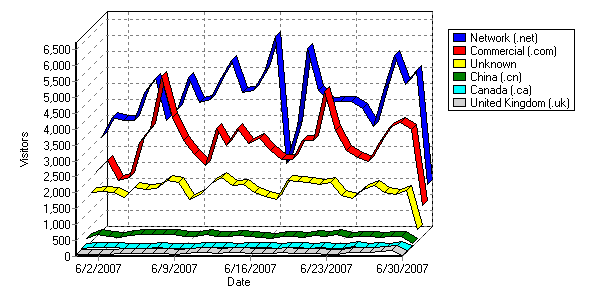 6,500
6,000
5,500
5,000
4,500
4,000
3,500
3,000
2,500
2,000
1,500
1,000
500
0
Visitors
6/2/2007 6/9/2007 6/16/2007 6/23/2007 6/30/2007
Date
Network (.net)
Commercial (.com)
Unknown
China (.cn)
Canada (.ca)
United Kingdom (.uk)